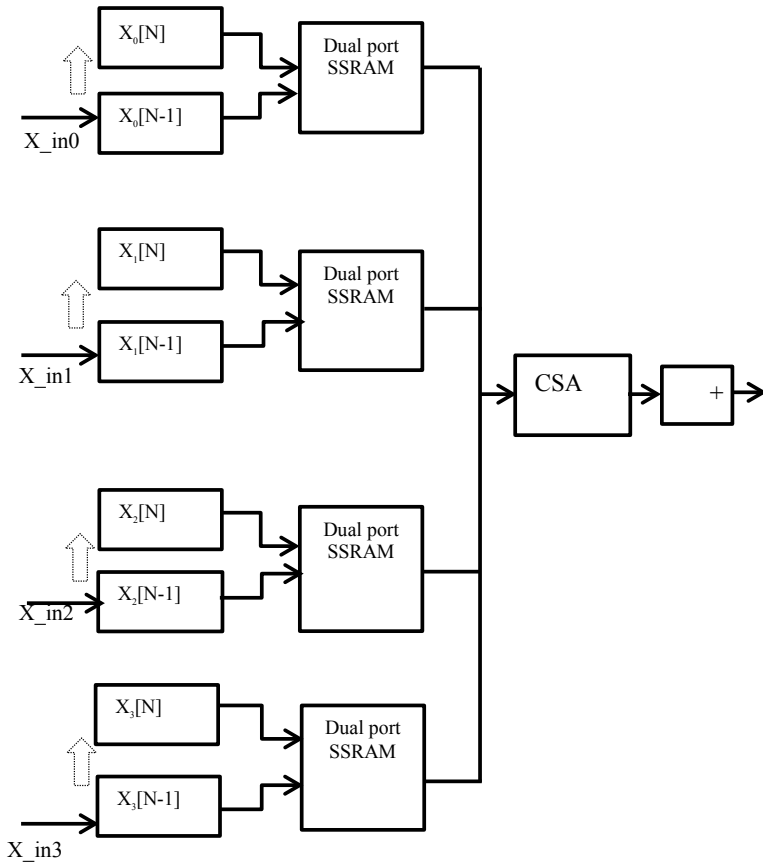 X₀[N]
Dual port
SSRAM
X₀[N-1]
X_in0
X₁[N]
Dual port
SSRAM
X₁[N-1]
X_in1
CSA
+
X₂[N]
Dual port
SSRAM
X₂[N-1]
X_in2
X₃[N]
Dual port
SSRAM
X₃[N-1]
X_in3